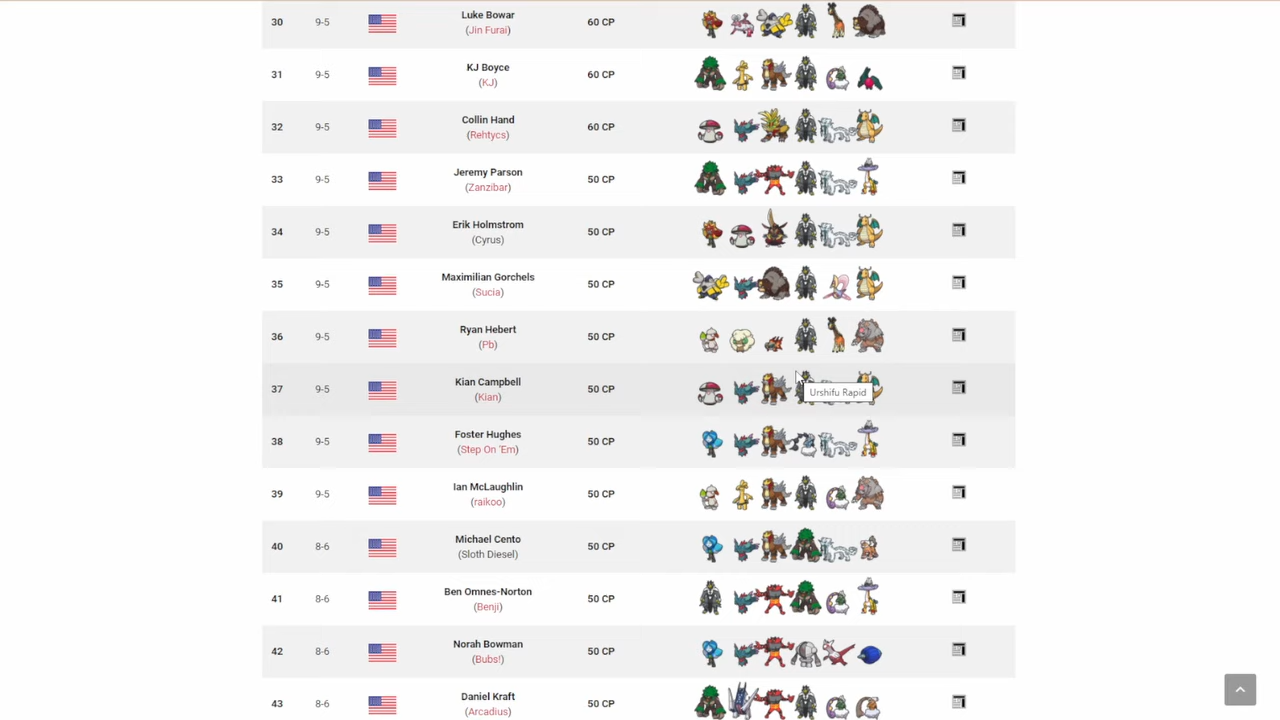 30 9-5 Luke Bowar 60 CP
(Jin Furai)
31 9-5 KJ Boyce 60 CP
(KJ)
32 9-5 Collin Hand 60 CP
(Rehtycs)
33 9-5 Jeremy Parson 50 CP
(Zanzibar)
34 9-5 Erik Holmstrom 50 CP
(Cyrus)
35 9-5 Maximilian Gorchels 50 CP
(Sucia)
36 9-5 Ryan Hebert 50 CP
(Pb)
37 9-5 Kian Campbell 50 CP
(Kian)
Urshifu Rapid
38 9-5 Foster Hughes 50 CP
(Step On 'Em)
39 9-5 Ian McLaughlin 50 CP
(raikoo)
40 8-6 Michael Cento 50 CP
(Sloth Diesel)
41 8-6 Ben Omnes-Norton 50 CP
(Benji)
42 8-6 Norah Bowman 50 CP
(Bubs!)
43 8-6 Daniel Kraft 50 CP
(Arcadius)